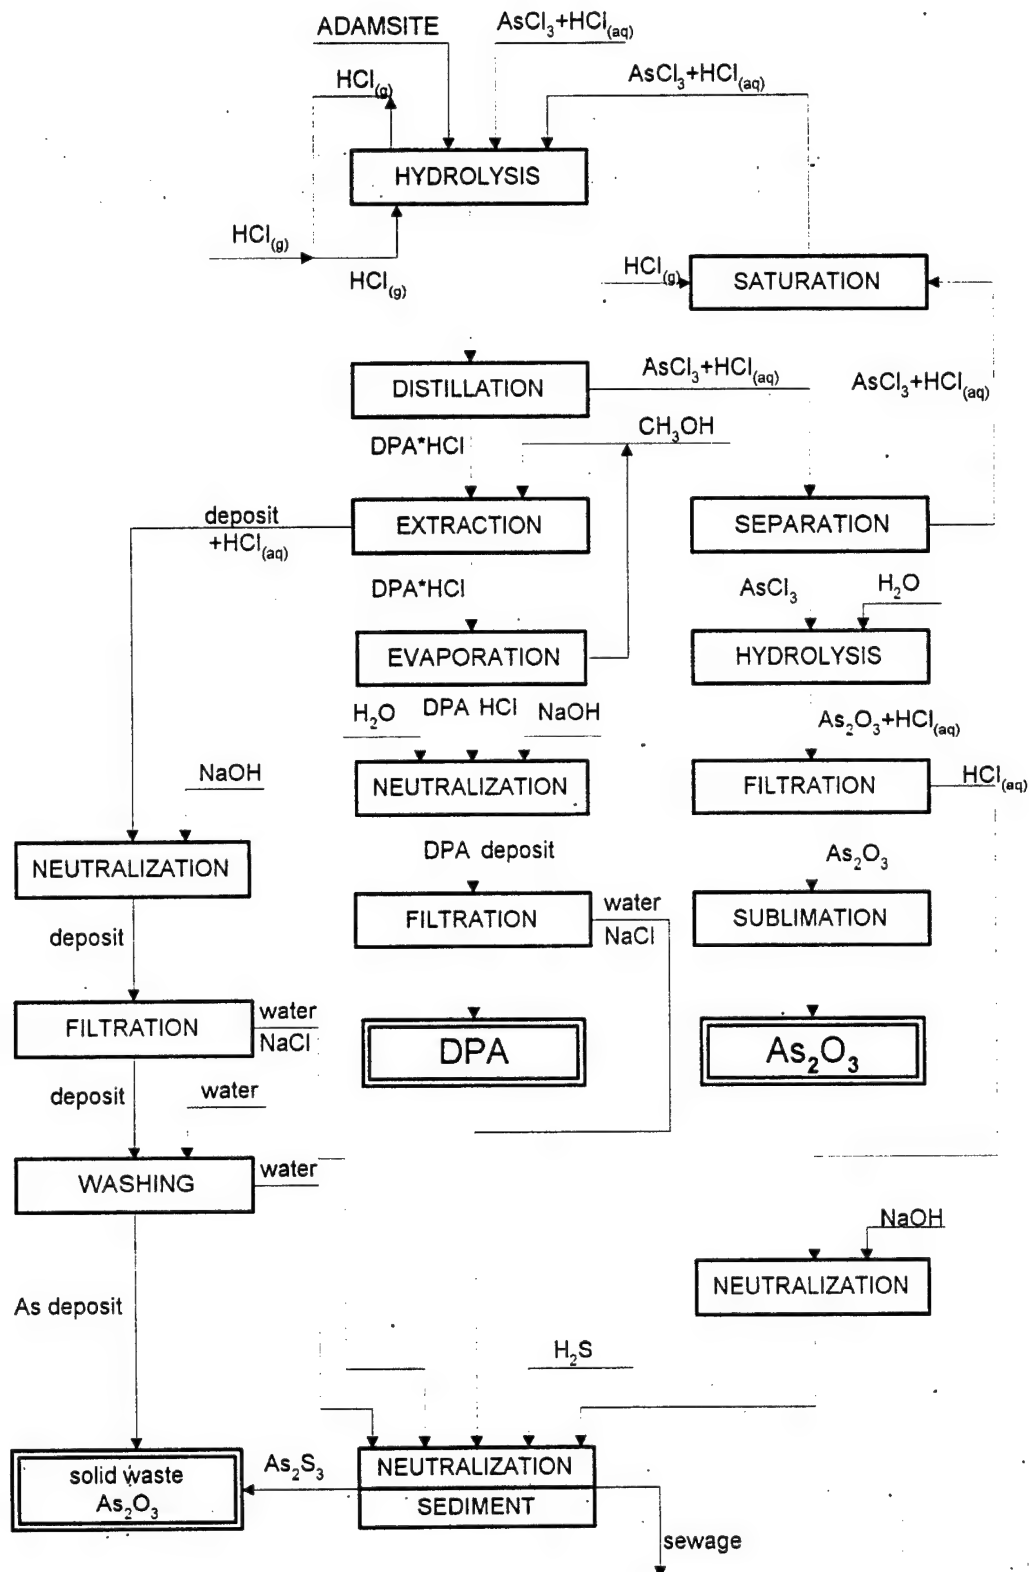 ADAMSITE
AsCl₃+HCl(aq)
HCl(g)
AsCl₃+HCl(aq)
HYDROLYSIS
HCl(g)
HCl(g)
HCl(g)
SATURATION
DISTILLATION
AsCl₃+HCl(aq)
AsCl₃+HCl(aq)
DPA*HCl
CH₃OH
deposit
+HCl(aq)
EXTRACTION
SEPARATION
DPA*HCl
AsCl₃
H₂O
EVAPORATION
HYDROLYSIS
H₂O
DPA HCl
NaOH
As₂O₃+HCl(aq)
NaOH
NEUTRALIZATION
FILTRATION
HCl(aq)
NEUTRALIZATION
DPA deposit
As₂O₃
deposit
FILTRATION
water
NaCl
SUBLIMATION
FILTRATION
water
NaCl
DPA
As₂O₃
deposit
water
WASHING
water
NaOH
NEUTRALIZATION
As deposit
H₂S
solid waste
As₂O₃
As₂S₃
NEUTRALIZATION
SEDIMENT
sewage